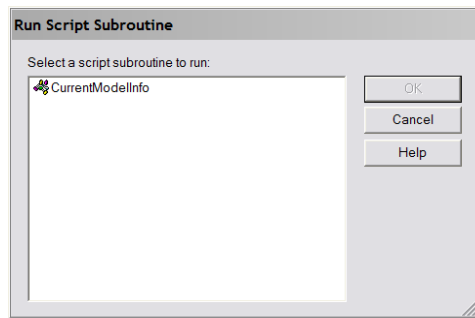 Run Script Subroutine
Select a script subroutine to run:
CurrentModelInfo
OK
Cancel
Help